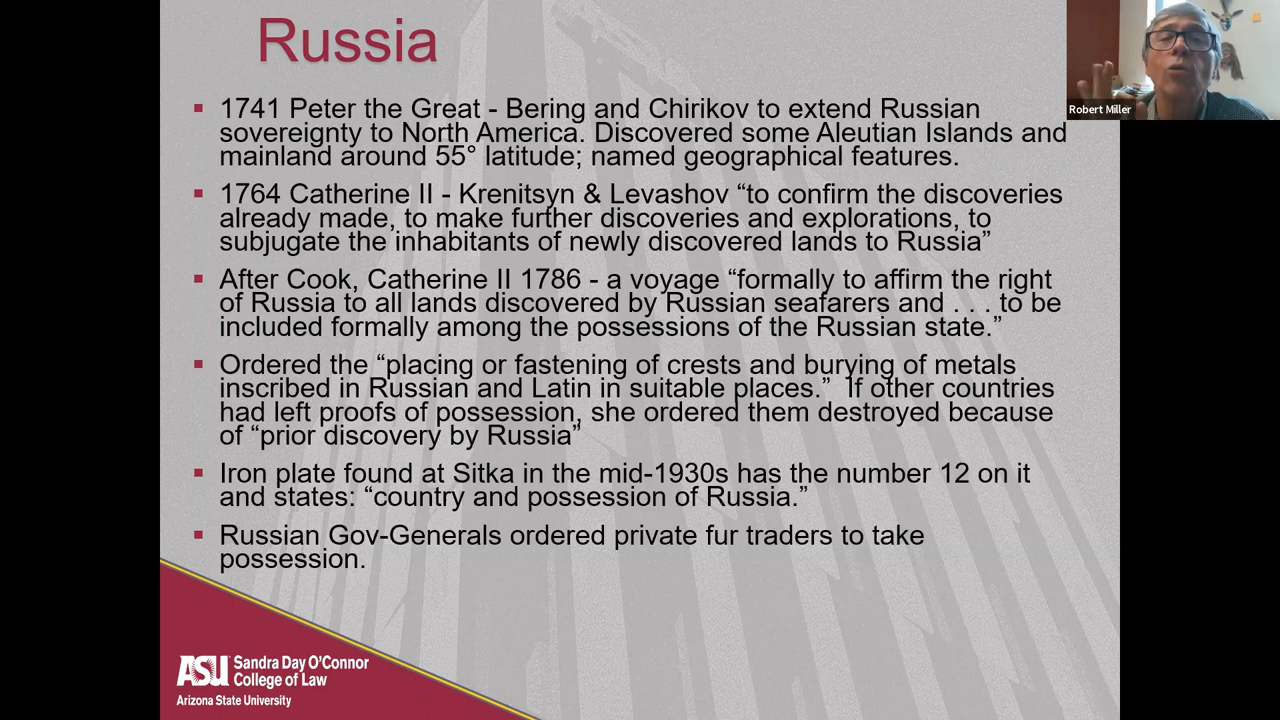 Russia
Robert Miller
▪ 1741 Peter the Great - Bering and Chirikov to extend Russian
sovereignty to North America. Discovered some Aleutian Islands and
mainland around 55° latitude; named geographical features.
▪ 1764 Catherine II - Krenitsyn & Levashov “to confirm the discoveries
already made, to make further discoveries and explorations, to
subjugate the inhabitants of newly discovered lands to Russia”
▪ After Cook, Catherine II 1786 - a voyage “formally to affirm the right
of Russia to all lands discovered by Russian seafarers and . . . to be
included formally among the possessions of the Russian state.”
▪ Ordered the “placing or fastening of crests and burying of metals
inscribed in Russian and Latin in suitable places.” If other countries
had left proofs of possession, she ordered them destroyed because
of “prior discovery by Russia”
▪ Iron plate found at Sitka in the mid-1930s has the number 12 on it
and states: “country and possession of Russia.”
▪ Russian Gov-Generals ordered private fur traders to take
possession.
ASU Sandra Day O’Connor
College of Law
Arizona State University